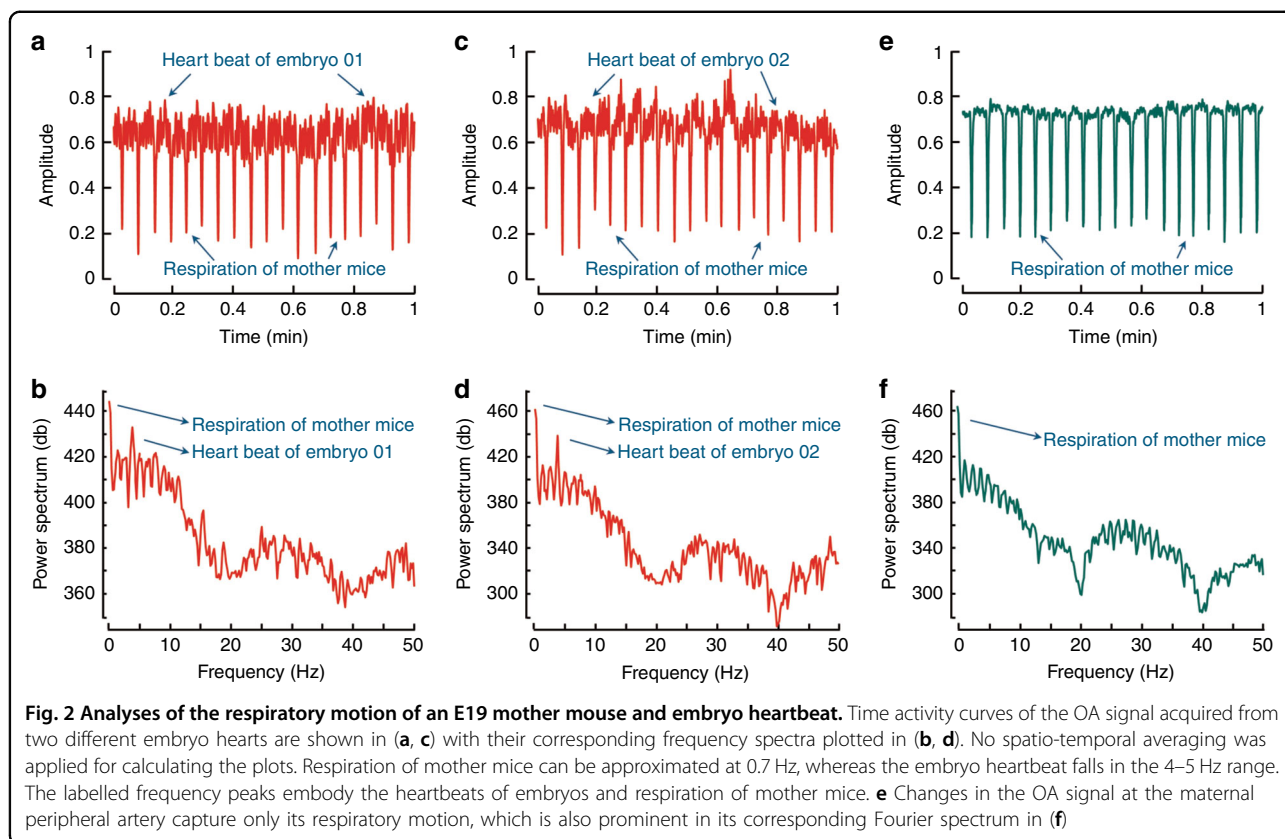 a
1
Heart beat of embryo 01
0.8
0.6
Amplitude
0.4
0.2
Respiration of mother mice
0
0 0.2 0.4 0.6 0.8 1
Time (min)
c
1
Heart beat of embryo 02
0.8
0.6
Amplitude
0.4
0.2
Respiration of mother mice
0
0 0.2 0.4 0.6 0.8 1
Time (min)
e
1
0.8
0.6
Amplitude
0.4
0.2
Respiration of mother mice
0
0 0.2 0.4 0.6 0.8 1
Time (min)
b
440
Respiration of mother mice
420
Heart beat of embryo 01
Power spectrum (db)
400
380
360
0 10 20 30 40 50
Frequency (Hz)
d
460
Respiration of mother mice
420
Heart beat of embryo 02
Power spectrum (db)
380
340
300
0 10 20 30 40 50
Frequency (Hz)
f
460
Respiration of mother mice
420
Power spectrum (db)
380
340
300
0 10 20 30 40 50
Frequency (Hz)
Fig. 2 Analyses of the respiratory motion of an E19 mother mouse and embryo heartbeat. Time activity curves of the OA signal acquired from
two different embryo hearts are shown in (a, c) with their corresponding frequency spectra plotted in (b, d). No spatio-temporal averaging was
applied for calculating the plots. Respiration of mother mice can be approximated at 0.7 Hz, whereas the embryo heartbeat falls in the 4–5 Hz range.
The labelled frequency peaks embody the heartbeats of embryos and respiration of mother mice. e Changes in the OA signal at the maternal
peripheral artery capture only its respiratory motion, which is also prominent in its corresponding Fourier spectrum in (f)